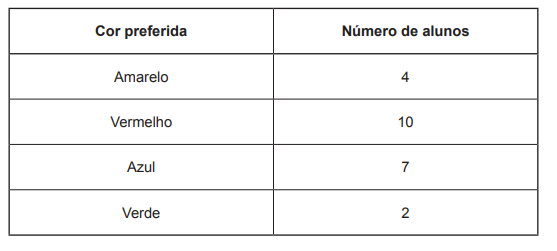 Cor preferida Número de alunos
Amarelo 4
Vermelho 10
Azul 7
Verde 2